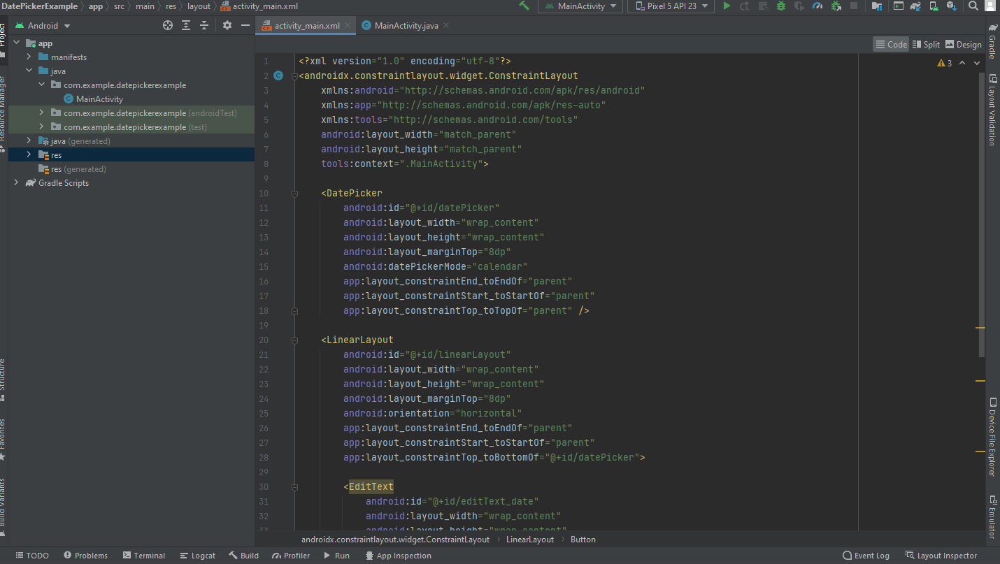 DatePickerExample app src main res layout activity_main.xml MainActivity Pixel 5 API 23
Project
Resource Manager
Structure
Favorites
Build Variants
Android
app
manifests
java
com.example.datepickerexample
MainActivity
com.example.datepickerexample (androidTest)
com.example.datepickerexample (test)
java (generated)
res
res (generated)
Gradle Scripts
activity_main.xml MainActivity.java
Code Split Design
3
1 <?xml version="1.0" encoding="utf-8"?>
2 <androidx.constraintlayout.widget.ConstraintLayout
3 xmlns:android="http://schemas.android.com/apk/res/android"
4 xmlns:app="http://schemas.android.com/apk/res-auto"
5 xmlns:tools="http://schemas.android.com/tools"
6 android:layout_width="match_parent"
7 android:layout_height="match_parent"
8 tools:context=".MainActivity">
9
10 <DatePicker
11 android:id="@+id/datePicker"
12 android:layout_width="wrap_content"
13 android:layout_height="wrap_content"
14 android:layout_marginTop="8dp"
15 android:datePickerMode="calendar"
16 app:layout_constraintEnd_toEndOf="parent"
17 app:layout_constraintStart_toStartOf="parent"
18 app:layout_constraintTop_toTopOf="parent" />
19
20 <LinearLayout
21 android:id="@+id/linearLayout"
22 android:layout_width="wrap_content"
23 android:layout_height="wrap_content"
24 android:layout_marginTop="8dp"
25 android:orientation="horizontal"
26 app:layout_constraintEnd_toEndOf="parent"
27 app:layout_constraintStart_toStartOf="parent"
28 app:layout_constraintTop_toBottomOf="@+id/datePicker">
29
30 <EditText
31 android:id="@+id/editText_date"
32 android:layout_width="wrap_content"
33 android:layout_height="wrap_content"
androidx.constraintlayout.widget.ConstraintLayout LinearLayout Button
Gradle
Layout Validation
Device File Explorer
Emulator
TODO Problems Terminal Logcat Build Profiler Run App Inspection Event Log Layout Inspector